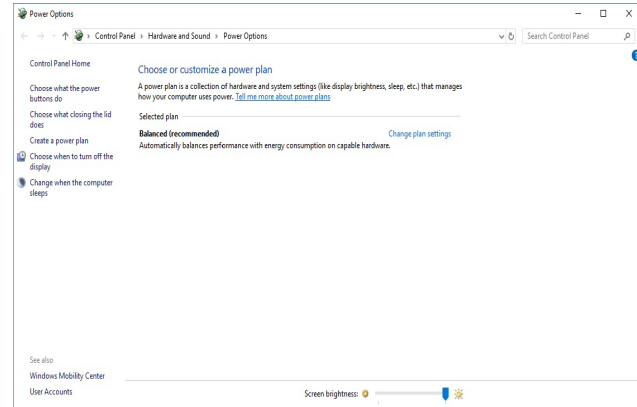 Power Options
Control Panel › Hardware and Sound › Power Options
Search Control Panel
Control Panel Home
Choose what the power
buttons do
Choose what closing the lid
does
Create a power plan
Choose when to turn off the
display
Change when the computer
sleeps
Choose or customize a power plan
A power plan is a collection of hardware and system settings (like display brightness, sleep, etc.) that manages
how your computer uses power. Tell me more about power plans
Selected plan
Balanced (recommended) Change plan settings
Automatically balances performance with energy consumption on capable hardware.
See also
Windows Mobility Center
User Accounts
Screen brightness: